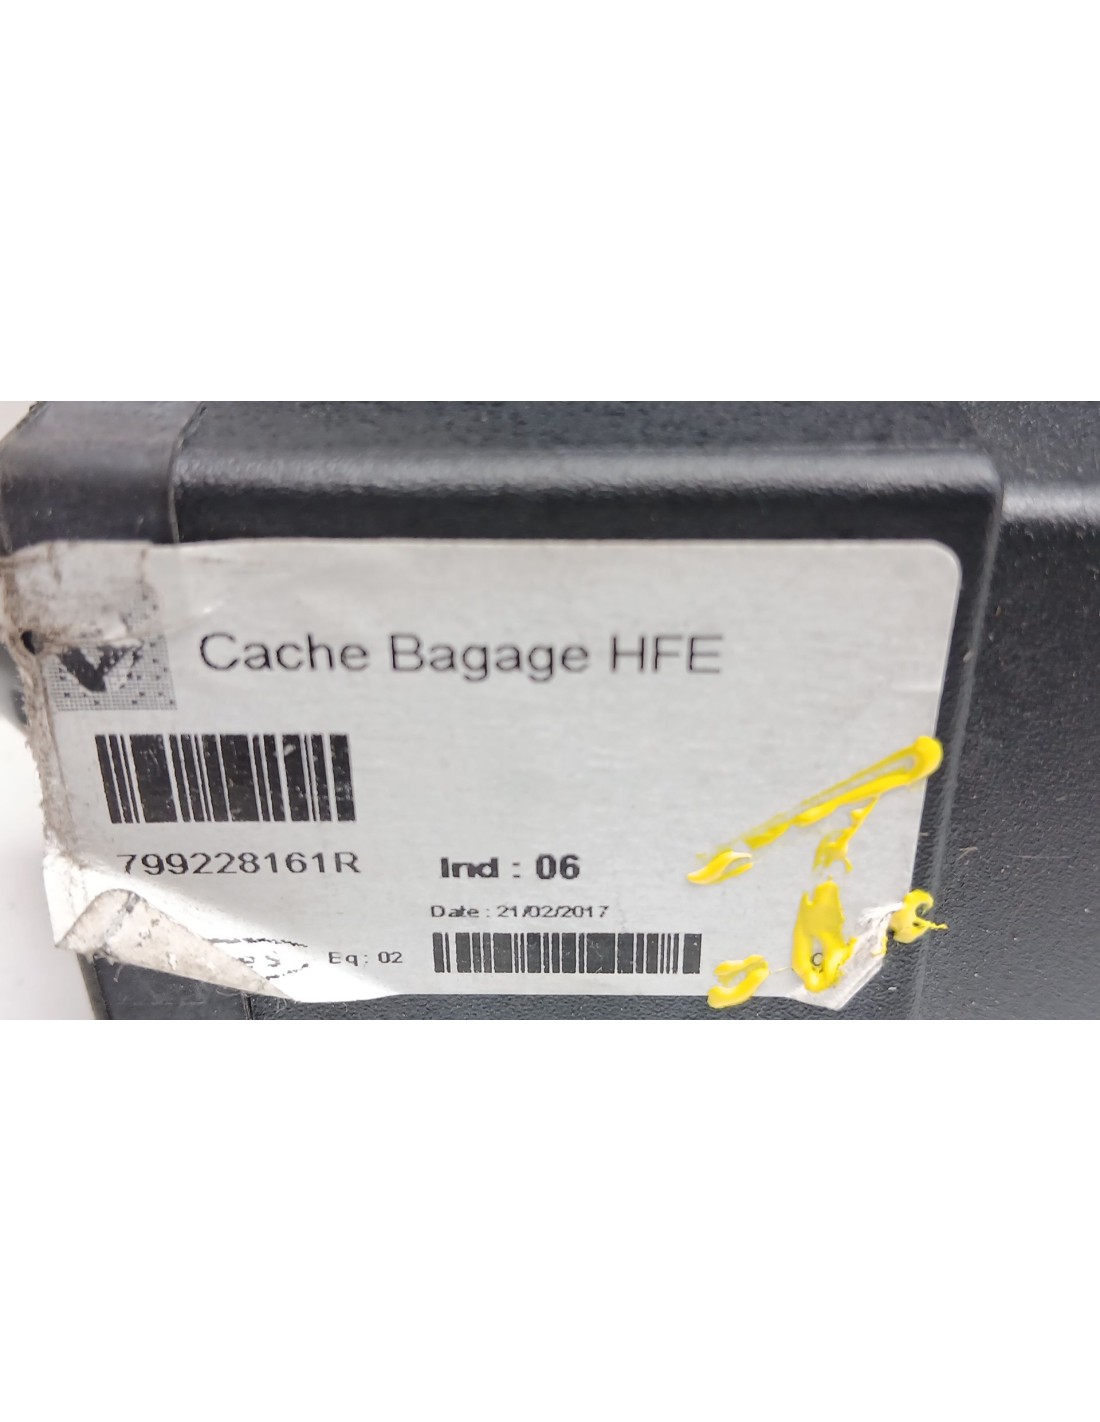 Cache Bagage HFE
799228161R
Ind : 06
Date : 21/02/2017
Eq : 02